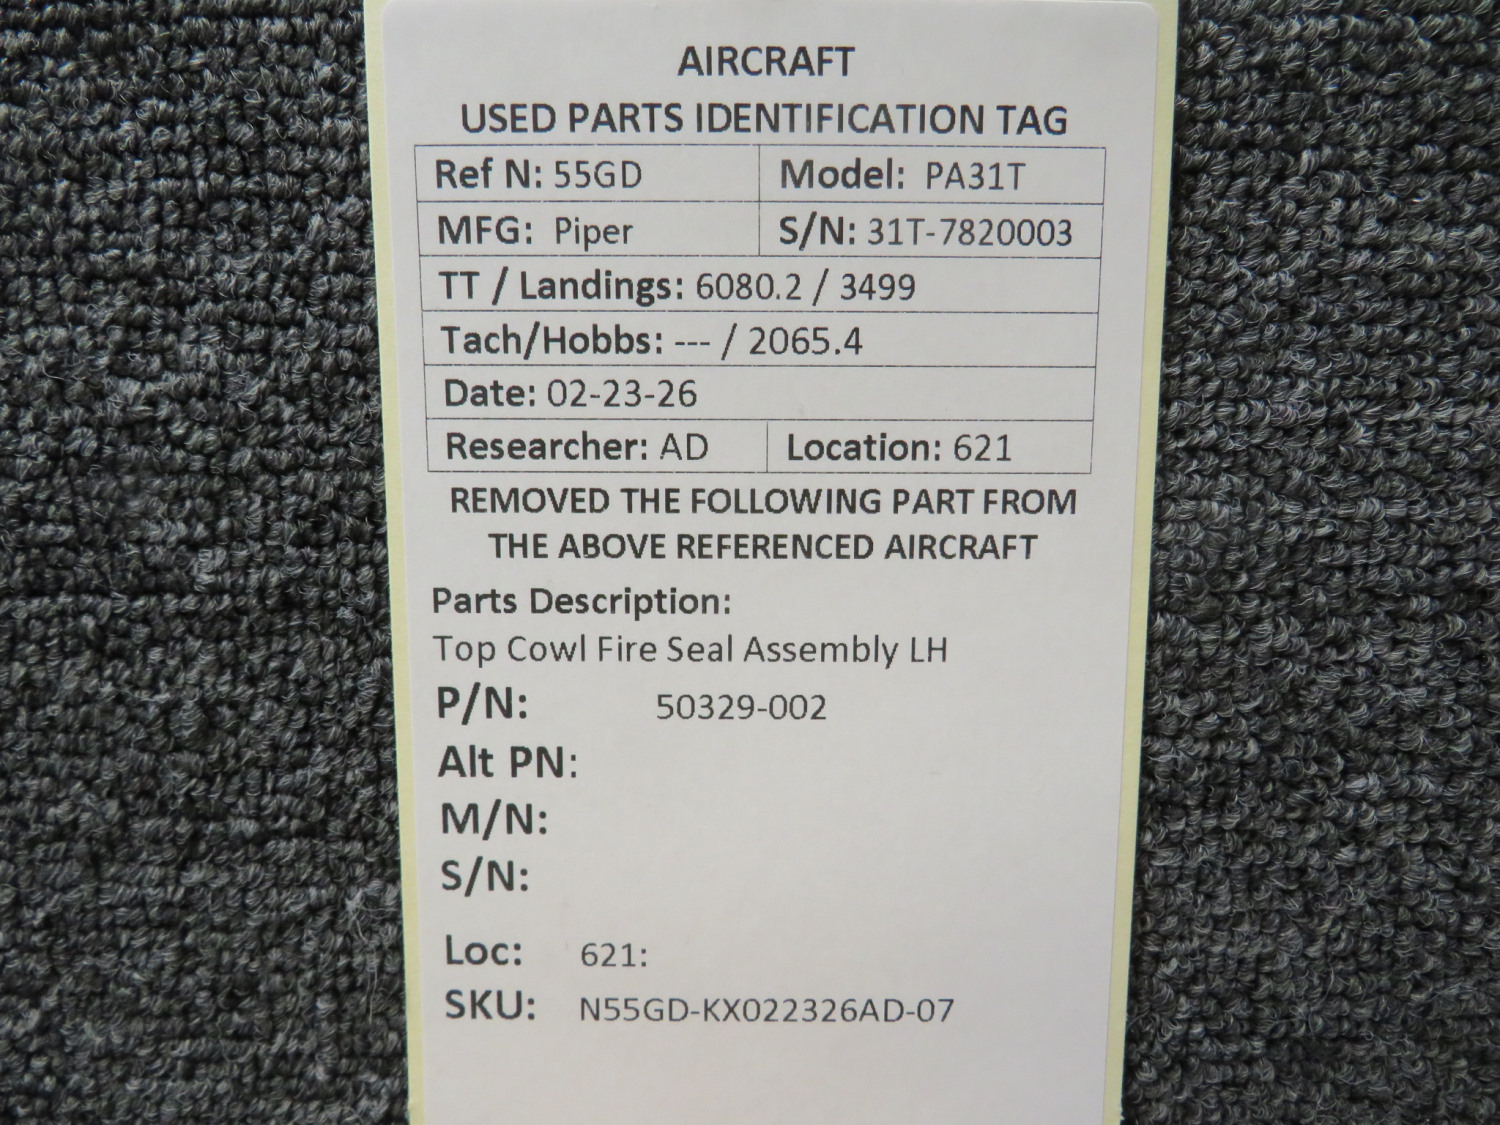 AIRCRAFT
USED PARTS IDENTIFICATION TAG
Ref N: 55GD Model: PA31T
MFG: Piper S/N: 31T-7820003
TT / Landings: 6080.2 / 3499
Tach/Hobbs: --- / 2065.4
Date: 02-23-26
Researcher: AD Location: 621
REMOVED THE FOLLOWING PART FROM
THE ABOVE REFERENCED AIRCRAFT
Parts Description:
Top Cowl Fire Seal Assembly LH
P/N: 50329-002
Alt PN:
M/N:
S/N:
Loc: 621:
SKU: N55GD-KX022326AD-07